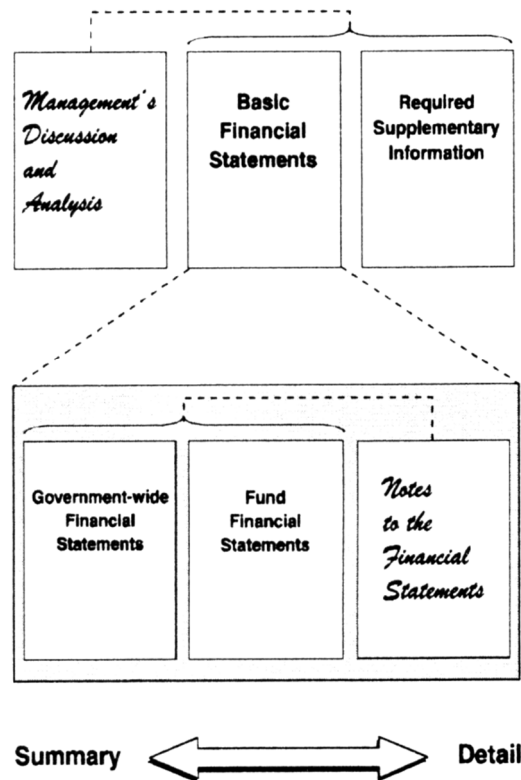 Management's
Discussion
and
Analysis
Basic
Financial
Statements
Required
Supplementary
Information
Government-wide
Financial
Statements
Fund
Financial
Statements
Notes
to the
Financial
Statements
Summary
Detail